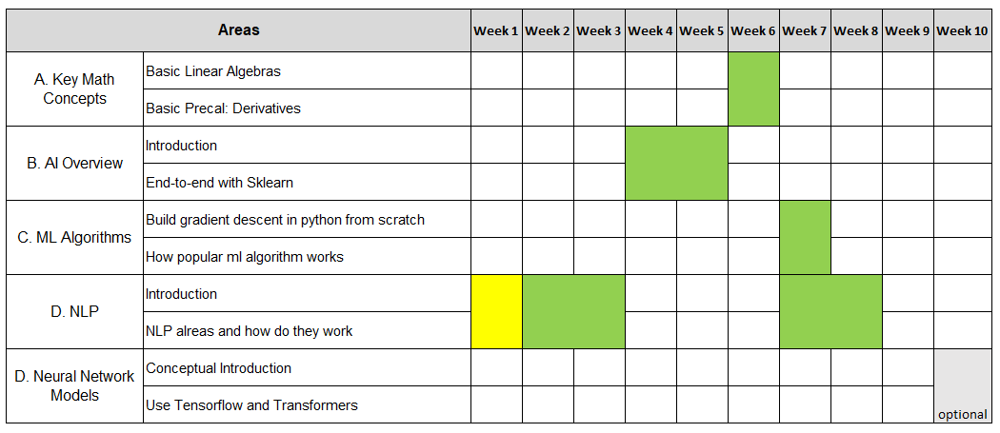 Areas Week 1 Week 2 Week 3 Week 4 Week 5 Week 6 Week 7 Week 8 Week 9 Week 10
A. Key Math
Concepts
Basic Linear Algebras
Basic Precal: Derivatives
B. AI Overview
Introduction
End-to-end with Sklearn
C. ML Algorithms
Build gradient descent in python from scratch
How popular ml algorithm works
D. NLP
Introduction
NLP alreas and how do they work
D. Neural Network
Models
Conceptual Introduction
Use Tensorflow and Transformers
optional